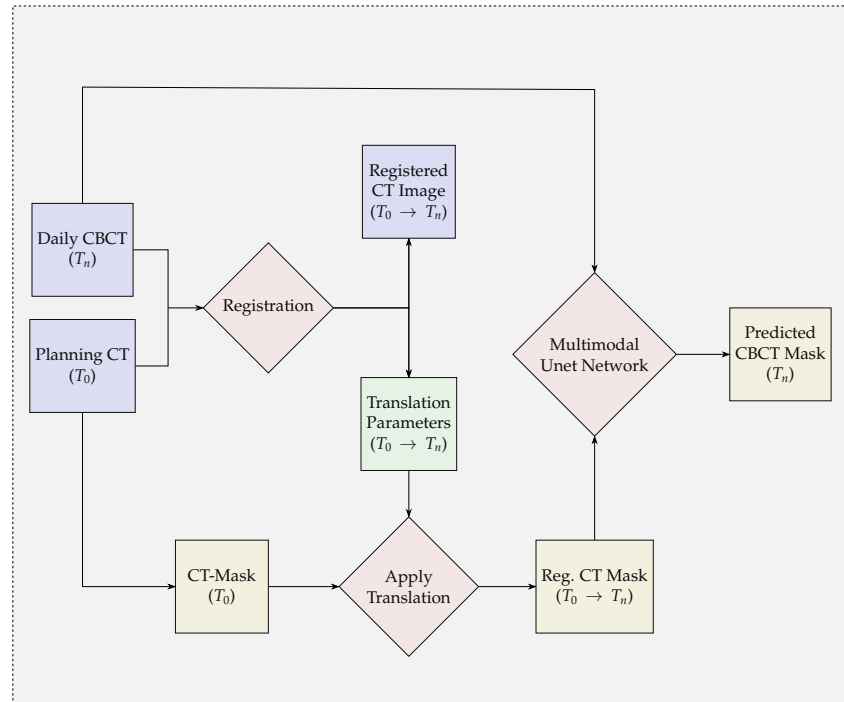 Registered
CT Image
(T₀ → Tₙ)
Daily CBCT
(Tₙ)
Registration
Planning CT
(T₀)
Multimodal
Unet Network
Predicted
CBCT Mask
(Tₙ)
Translation
Parameters
(T₀ → Tₙ)
CT-Mask
(T₀)
Apply
Translation
Reg. CT Mask
(T₀ → Tₙ)